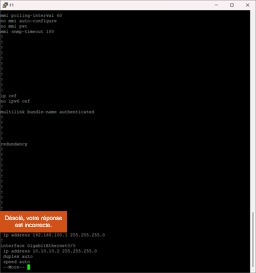 mmi polling-interval 60
no mmi auto-configure
no mmi pvc
mmi snmp-timeout 180
!
!
!
!
!
!
!
!
ip cef
no ipv6 cef
!
multilink bundle-name authenticated
!
!
!
!
redundancy
!
!
!
!
Désolé, votre réponse
est incorrecte.
ip address 192.168.100.1 255.255.255.0
!
interface GigabitEthernet0/0
ip address 10.10.10.2 255.255.255.0
duplex auto
speed auto
--More--